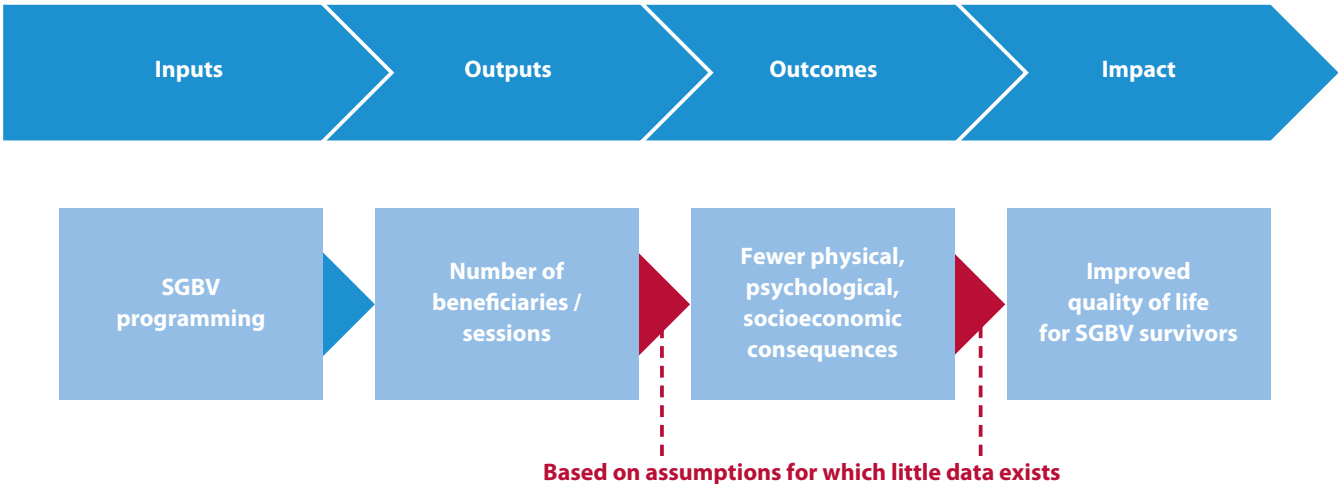 Inputs
Outputs
Outcomes
Impact
SGBV
programming
Number of
beneficiaries /
sessions
Fewer physical,
psychological,
socioeconomic
consequences
Improved
quality of life
for SGBV survivors
Based on assumptions for which little data exists